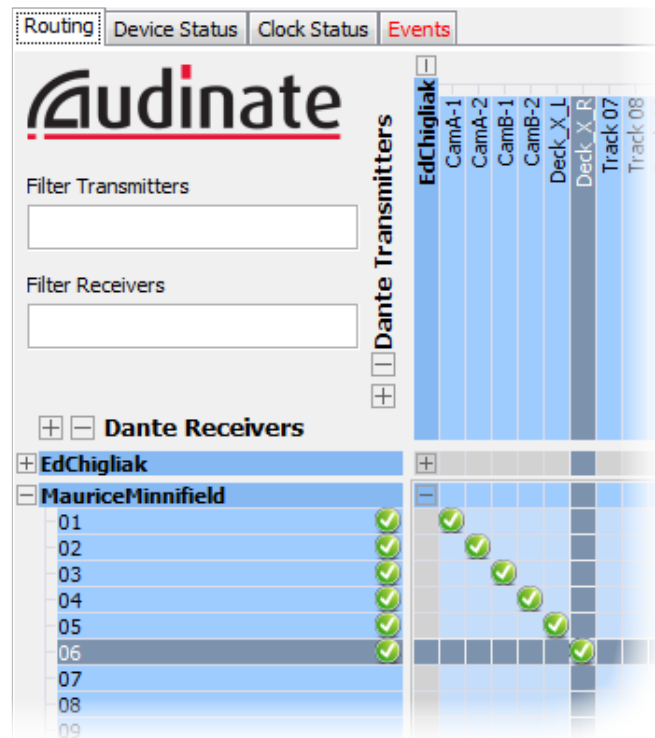 Routing
Device Status
Clock Status
Events
Audinate
Filter Transmitters
Filter Receivers
Dante Transmitters
EdChigliak
CamA-1
CamA-2
CamB-1
CamB-2
Deck_X_L
Deck_X_R
Track 07
Track 08
Dante Receivers
EdChigliak
MauriceMinnifield
01
02
03
04
05
06
07
08
09